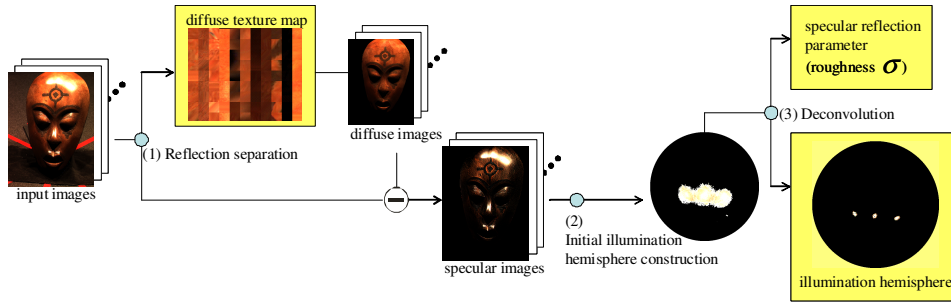 diffuse texture map
input images
(1) Reflection separation
diffuse images
specular images
(2)
Initial illumination
hemisphere construction
(3) Deconvolution
specular reflection
parameter
(roughness σ)
illumination hemisphere